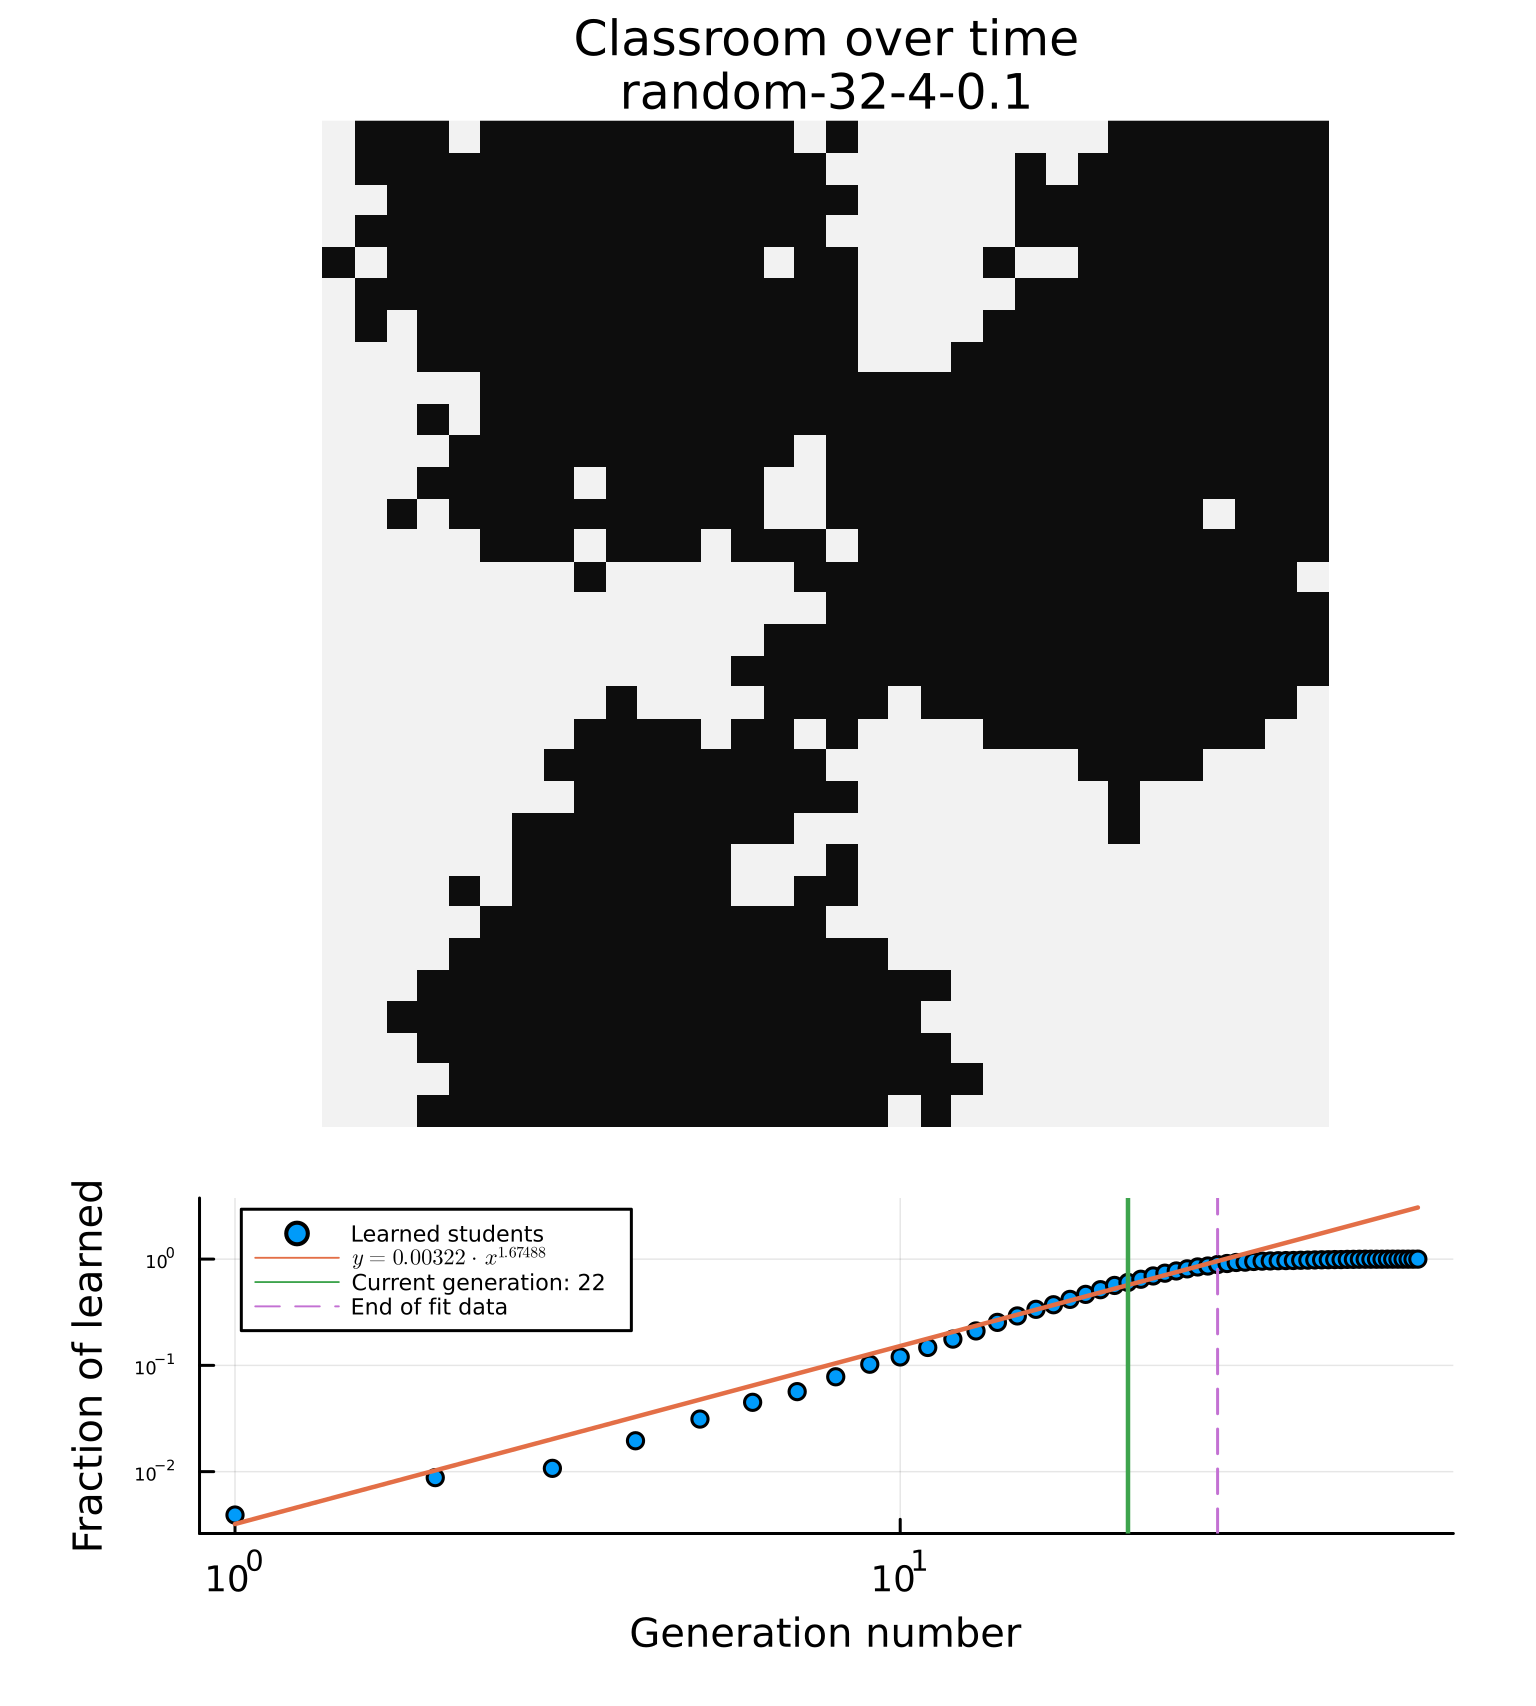 Classroom over time
random-32-4-0.1
Fraction of learned
Learned students
y = 0.00322 · x^1.67488
Current generation: 22
End of fit data
10^0
10^-1
10^-2
10^0
10^1
Generation number